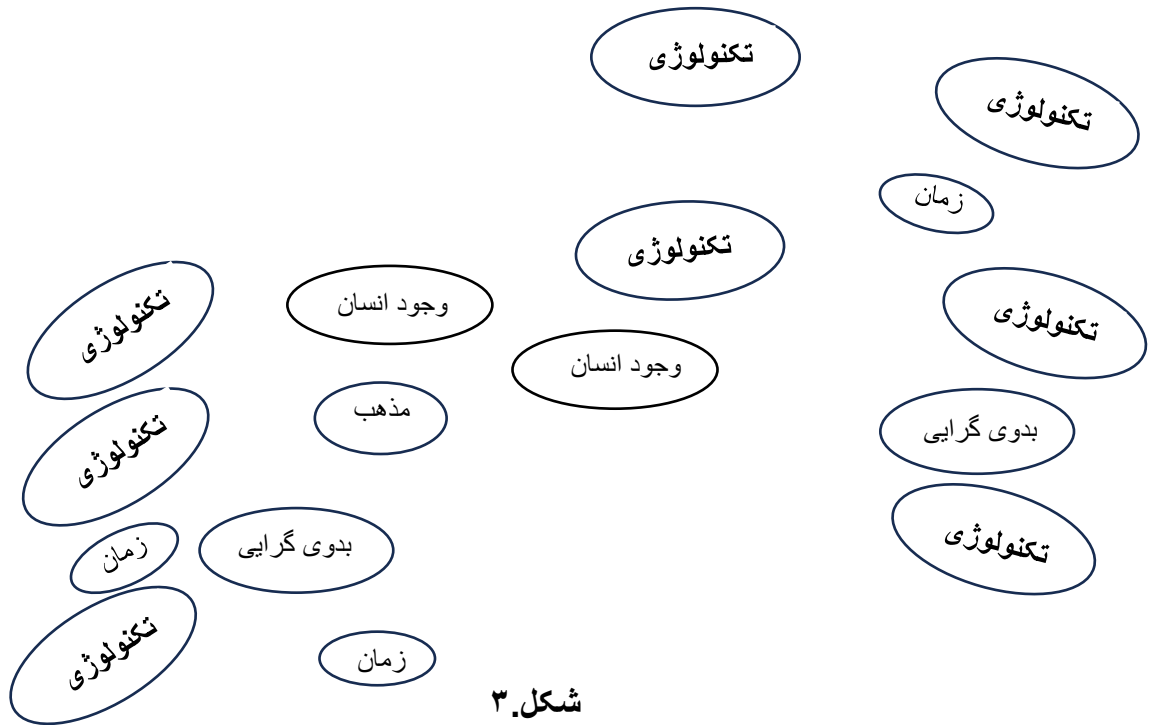 تکنولوژی
تکنولوژی
زمان
تکنولوژی
تکنولوژی
وجود انسان
تکنولوژی
تکنولوژی
وجود انسان
مذهب
بدوی گرایی
تکنولوژی
بدوی گرایی
زمان
تکنولوژی
تکنولوژی
زمان
شکل.۳